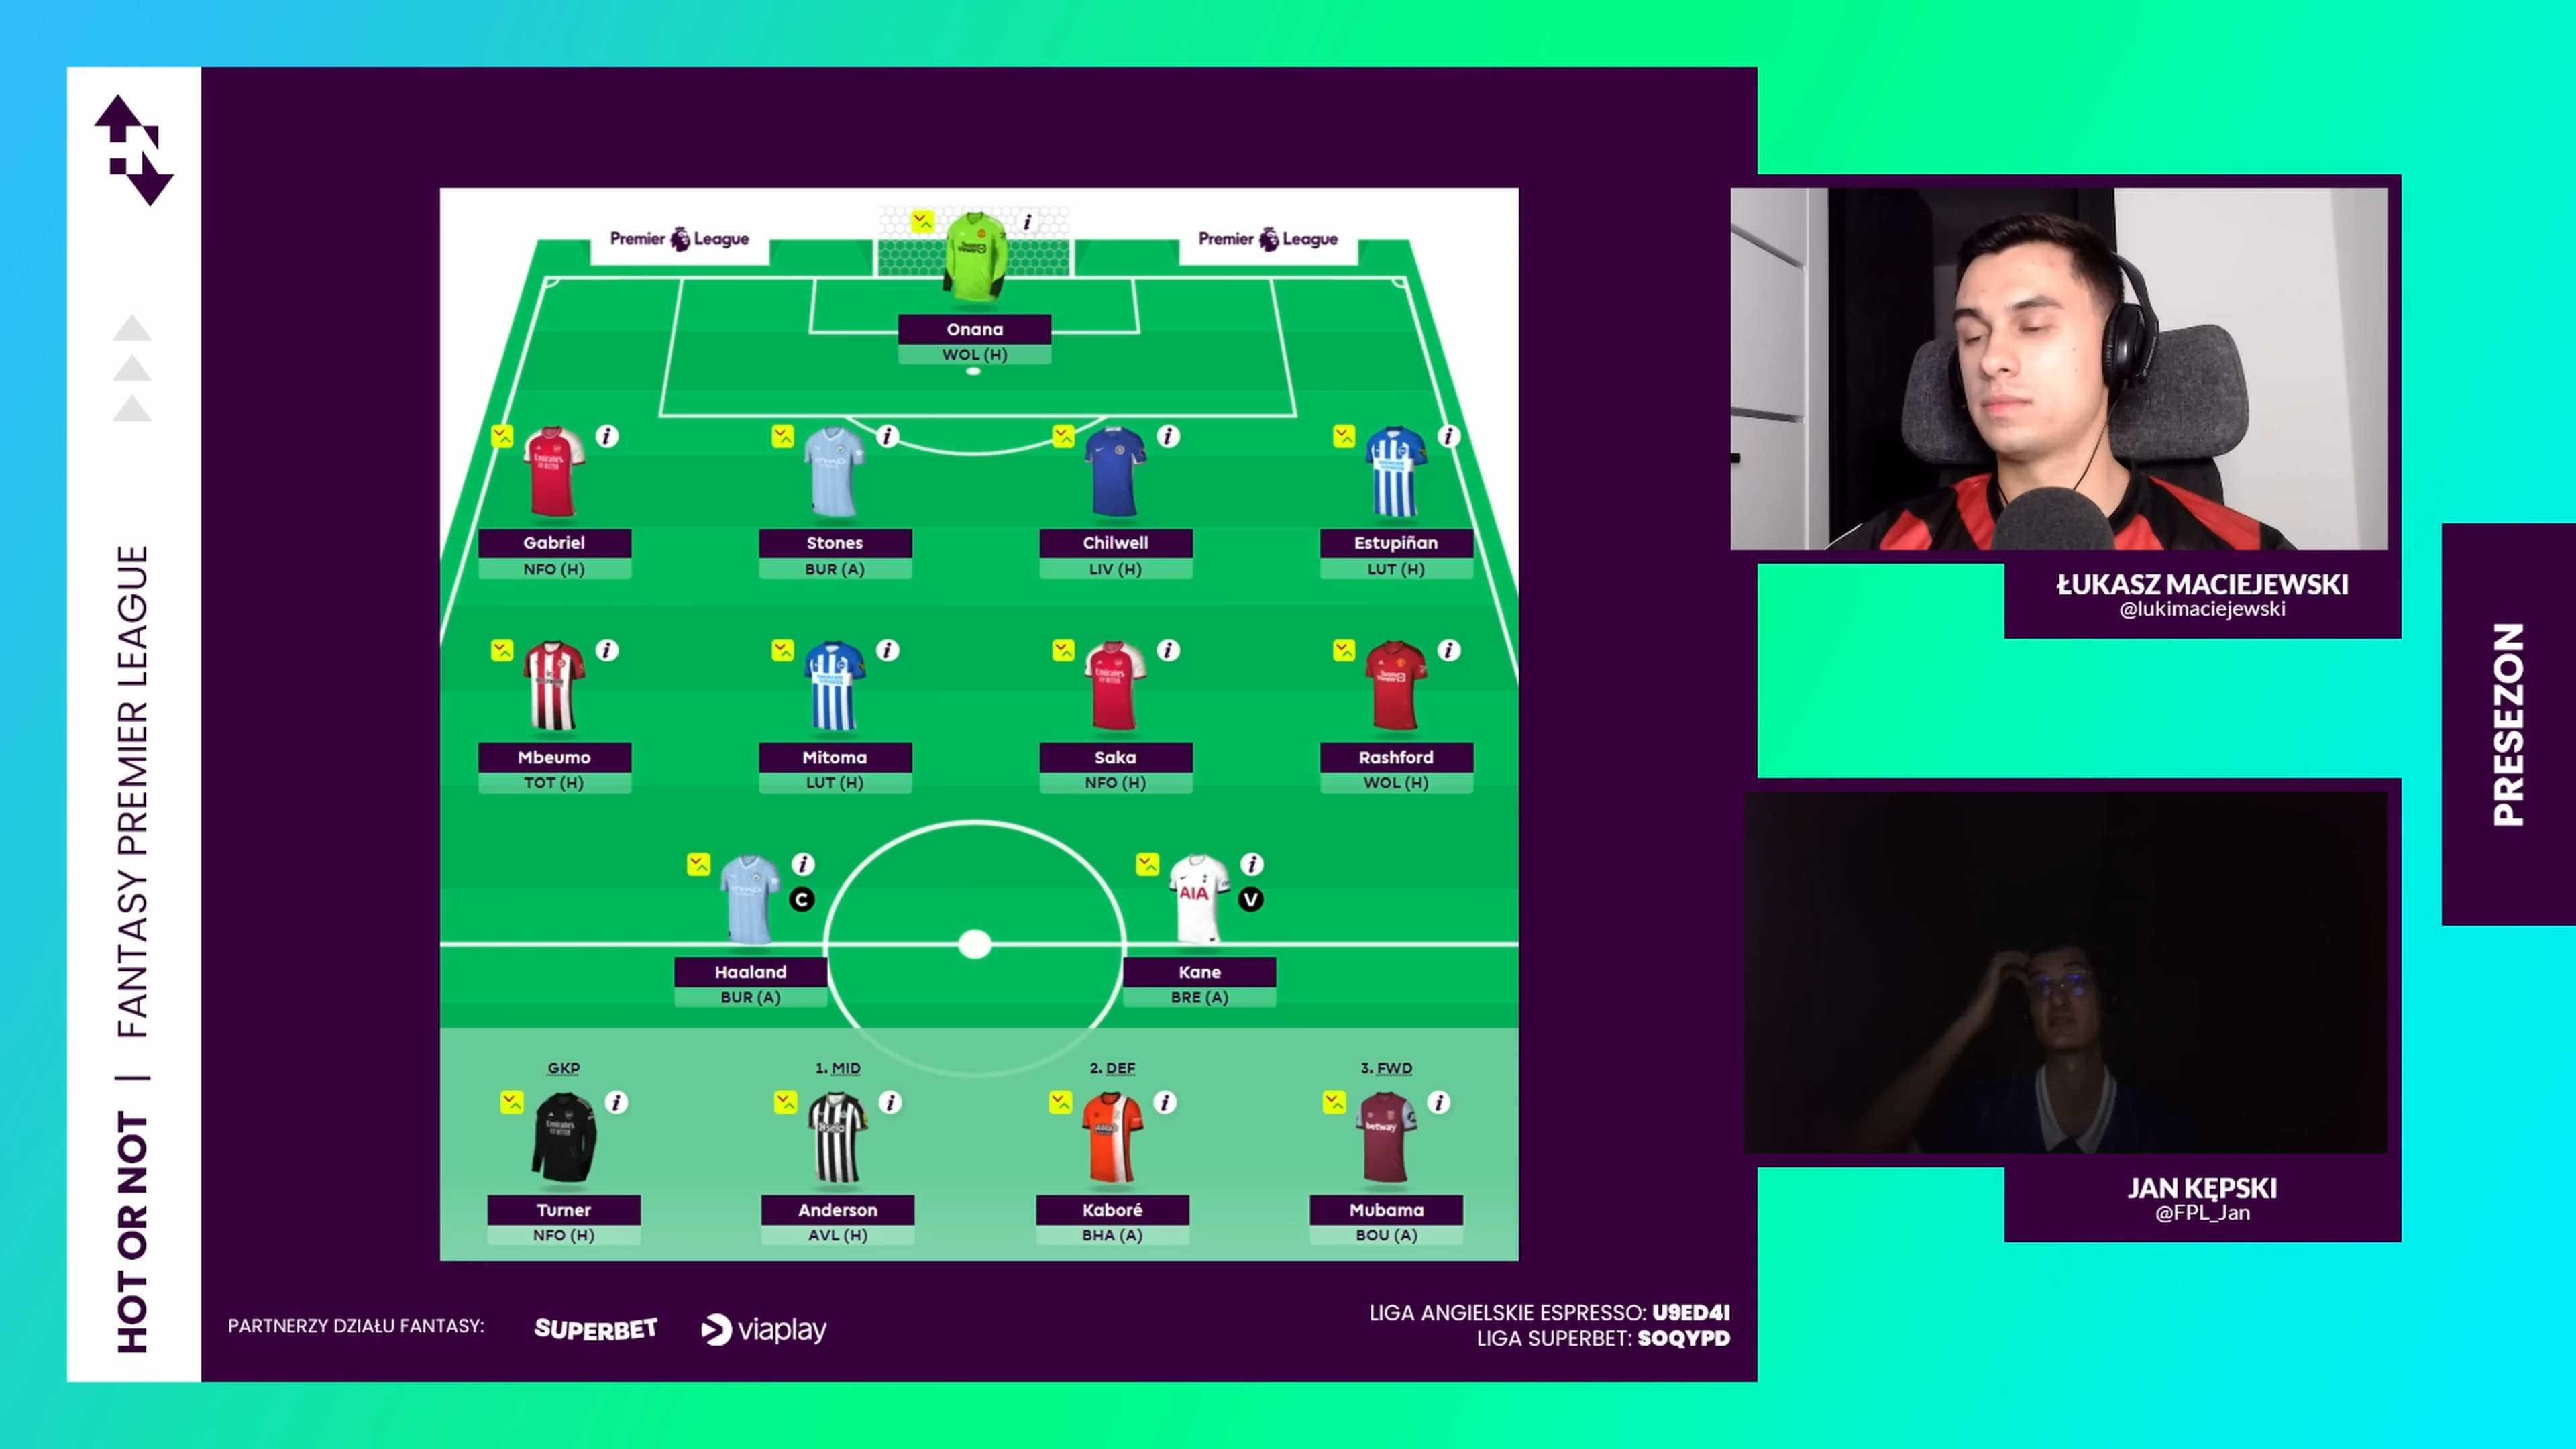 HOT OR NOT | FANTASY PREMIER LEAGUE
Premier League
Premier League
Onana
WOL (H)
Gabriel
NFO (H)
Stones
BUR (A)
Chilwell
LIV (H)
Estupiñan
LUT (H)
Mbeumo
TOT (H)
Mitoma
LUT (H)
Saka
NFO (H)
Rashford
WOL (H)
C
AIA
V
Haaland
BUR (A)
Kane
BRE (A)
GKP
1. MID
2. DEF
3. FWD
betway
Turner
NFO (H)
Anderson
AVL (H)
Kaboré
BHA (A)
Mubama
BOU (A)
PARTNERZY DZIAŁU FANTASY:
SUPERBET
viaplay
LIGA ANGIELSKIE ESPRESSO: U9ED4I
LIGA SUPERBET: SOQYPD
ŁUKASZ MACIEJEWSKI
@lukimaciejewski
JAN KĘPSKI
@FPL_Jan
PRESEZON